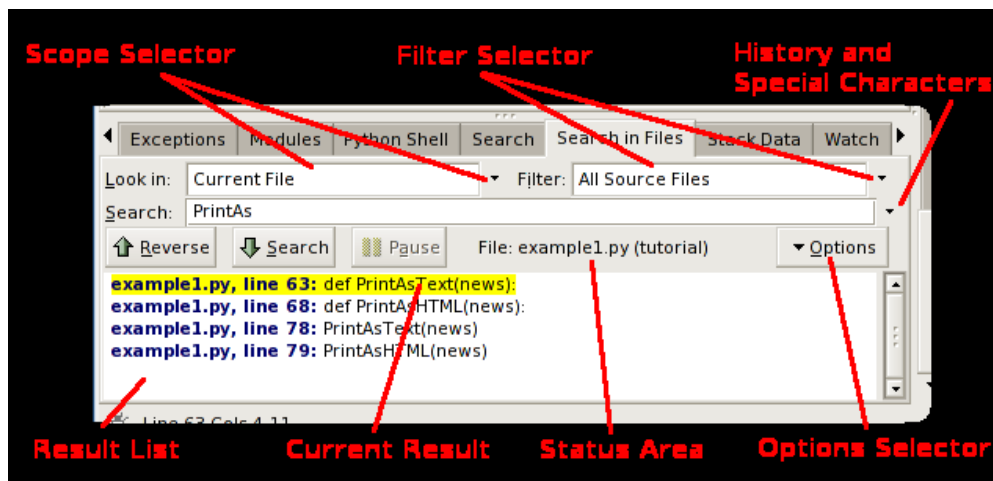 Scope Selector
Filter Selector
History and
Special Characters
Exceptions Modules Python Shell Search Search in Files Stack Data Watch
Look in: Current File Filter: All Source Files
Search: PrintAs
Reverse Search Pause File: example1.py (tutorial) Options
example1.py, line 63: def PrintAsText(news):
example1.py, line 68: def PrintAsHTML(news):
example1.py, line 78: PrintAsText(news)
example1.py, line 79: PrintAsHTML(news)
Line 63 Cols 4-11
Result List
Current Result
Status Area
Options Selector